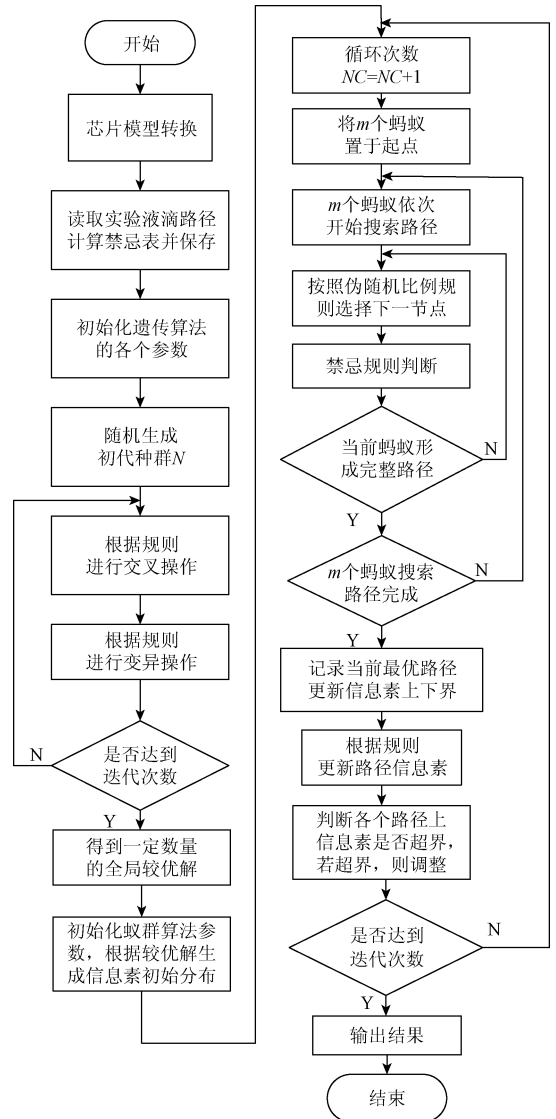 开始
芯片模型转换
读取实验液滴路径
计算禁忌表并保存
初始化遗传算法
的各个参数
随机生成
初代种群N
根据规则
进行交叉操作
根据规则
进行变异操作
是否达到
迭代次数
N
Y
得到一定数量
的全局较优解
初始化蚁群算法参
数，根据较优解生
成信息素初始分布
循环次数
NC=NC+1
将m个蚂蚁
置于起点
m个蚂蚁依次
开始搜索路径
按照伪随机比例规
则选择下一节点
禁忌规则判断
当前蚂蚁形
成完整路径
N
Y
m个蚂蚁搜索
路径完成
N
Y
记录当前最优路径
更新信息素上下界
根据规则
更新路径信息素
判断各个路径上
信息素是否超界，
若超界，则调整
是否达到
迭代次数
N
Y
输出结果
结束